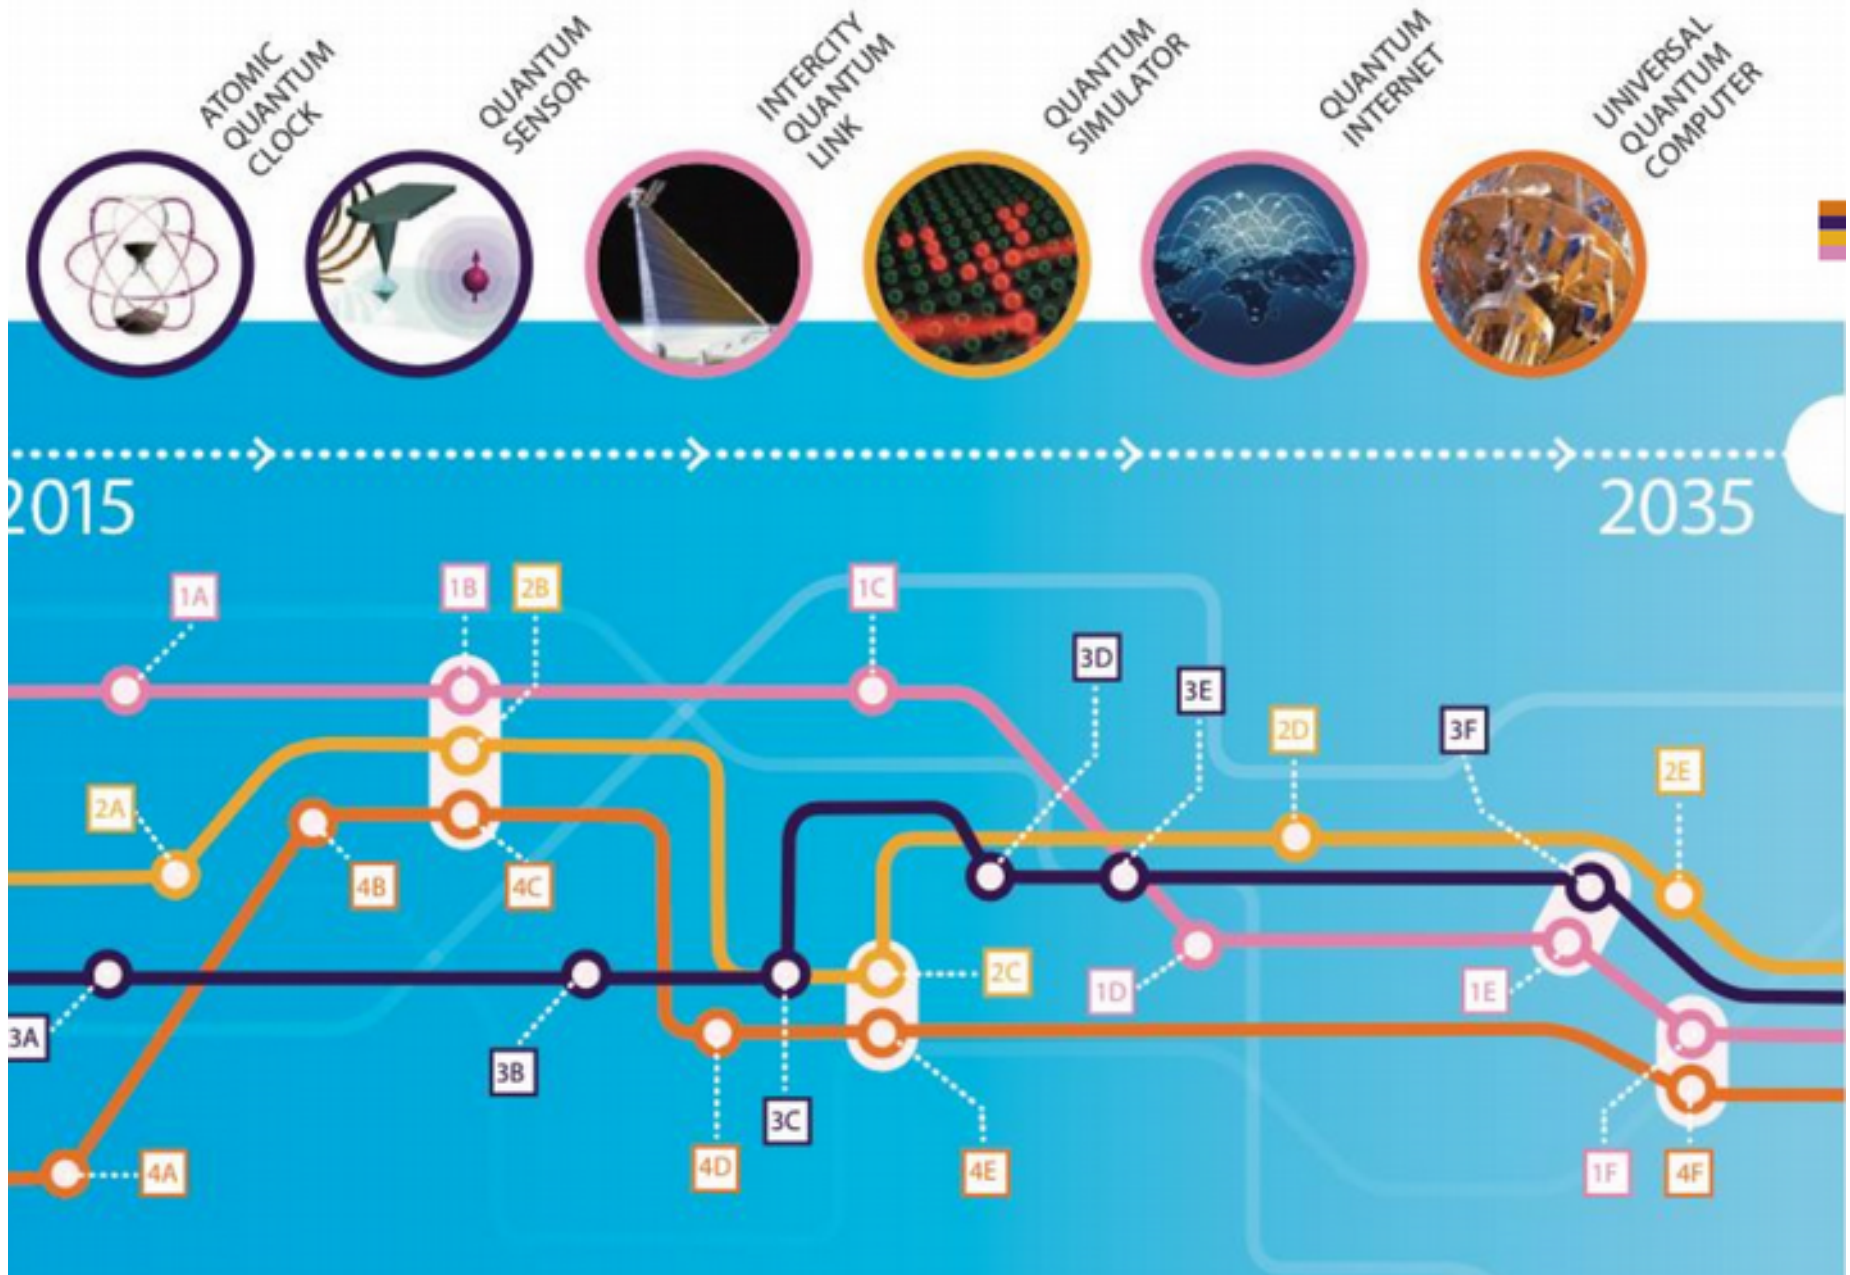 ATOMIC
QUANTUM
CLOCK
QUANTUM
SENSOR
INTERCITY
QUANTUM
LINK
QUANTUM
SIMULATOR
QUANTUM
INTERNET
UNIVERSAL
QUANTUM
COMPUTER
2015
2035
1A
1B
2B
1C
3D
3E
2D
3F
2E
2A
4B
4C
2C
1D
1E
3A
3B
3C
4D
4E
4A
1F
4F